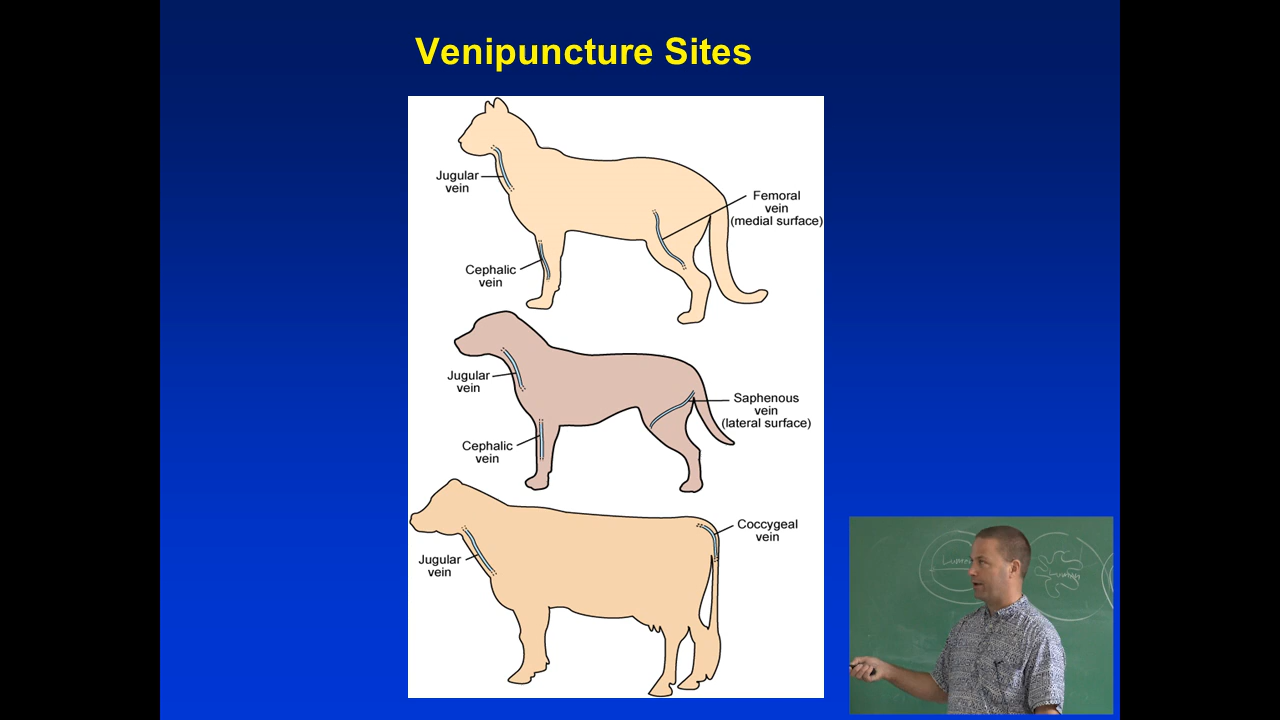 Venipuncture Sites
Jugular
vein
Femoral
vein
(medial surface)
Cephalic
vein
Jugular
vein
Saphenous
vein
(lateral surface)
Cephalic
vein
Coccygeal
vein
Jugular
vein